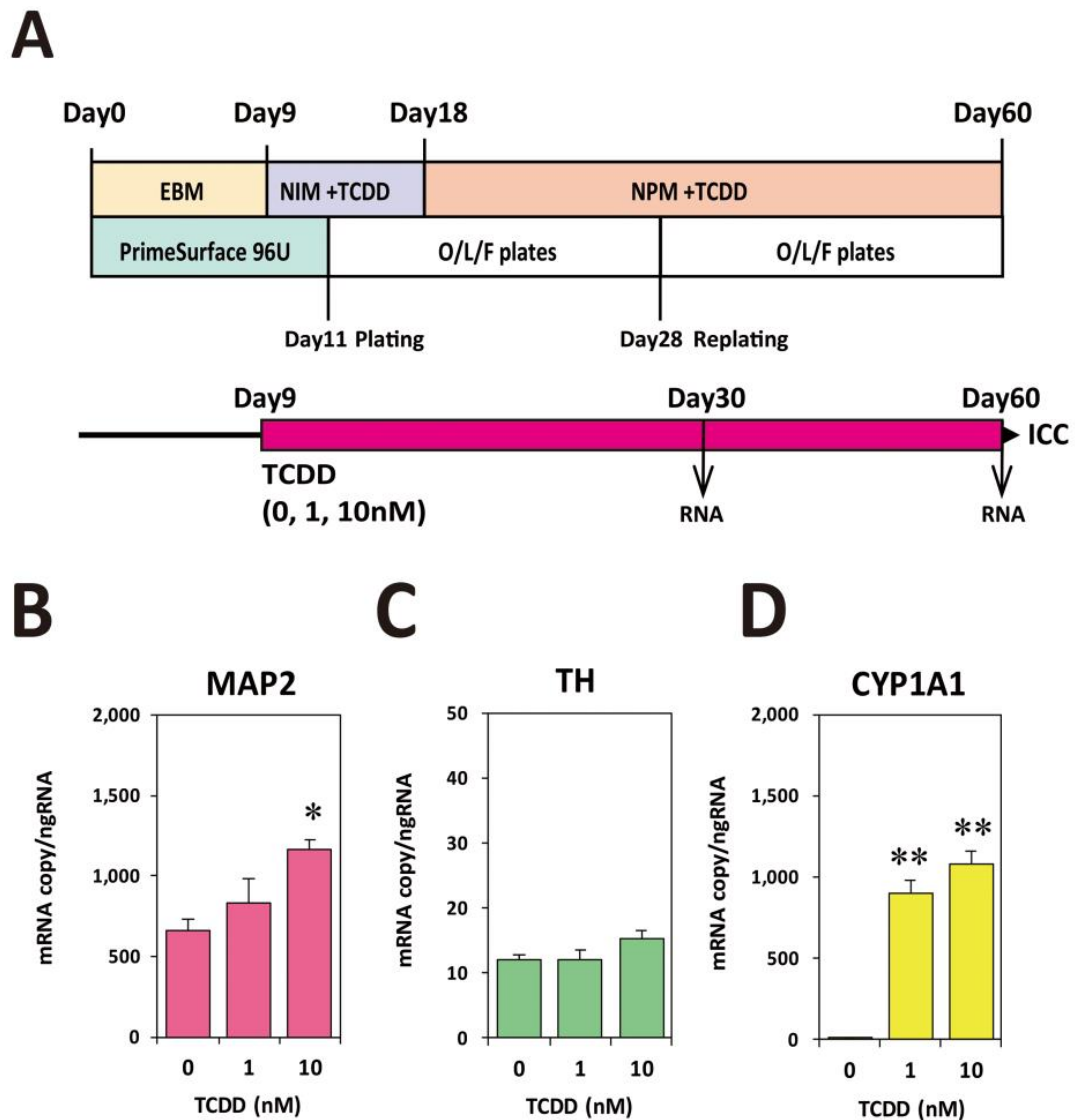 A
Day0 Day9 Day18 Day60
EBM NIM +TCDD NPM +TCDD
PrimeSurface 96U O/L/F plates O/L/F plates
Day11 Plating Day28 Replating
Day9 Day30 Day60
ICC
TCDD
(0, 1, 10nM)
RNA RNA
B
MAP2
mRNA copy/ngRNA
2,000
1,500
1,000
500
0
*
0 1 10
TCDD (nM)
C
TH
mRNA copy/ngRNA
50
40
30
20
10
0
0 1 10
TCDD (nM)
D
CYP1A1
mRNA copy/ngRNA
2,000
1,500
1,000
500
0
** **
0 1 10
TCDD (nM)